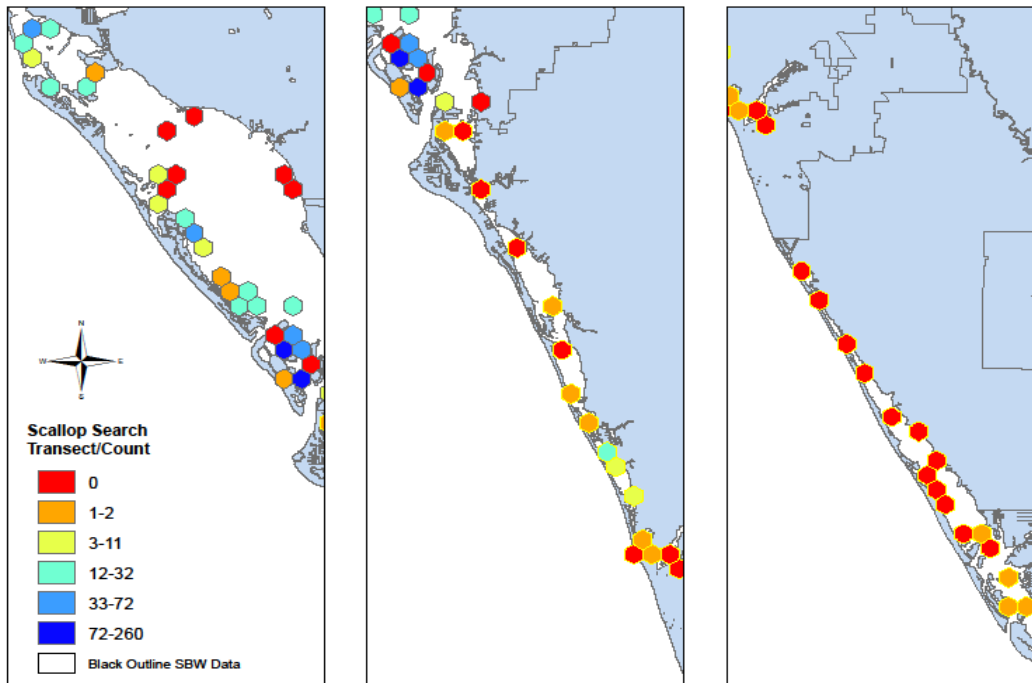 N
W E
S
Scallop Search
Transect/Count
0
1-2
3-11
12-32
33-72
72-260
Black Outline SBW Data